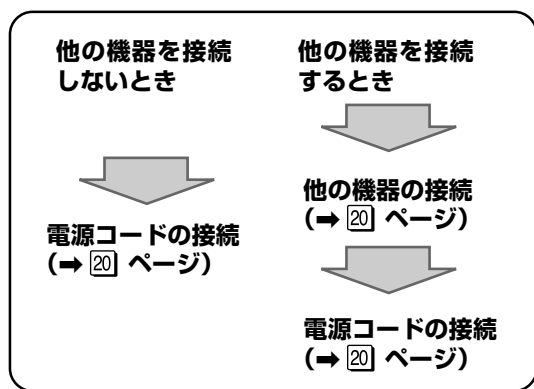 他の機器を接続
しないとき
電源コードの接続
(➡ 20 ページ)
他の機器を接続
するとき
他の機器の接続
(➡ 20 ページ)
電源コードの接続
(➡ 20 ページ)